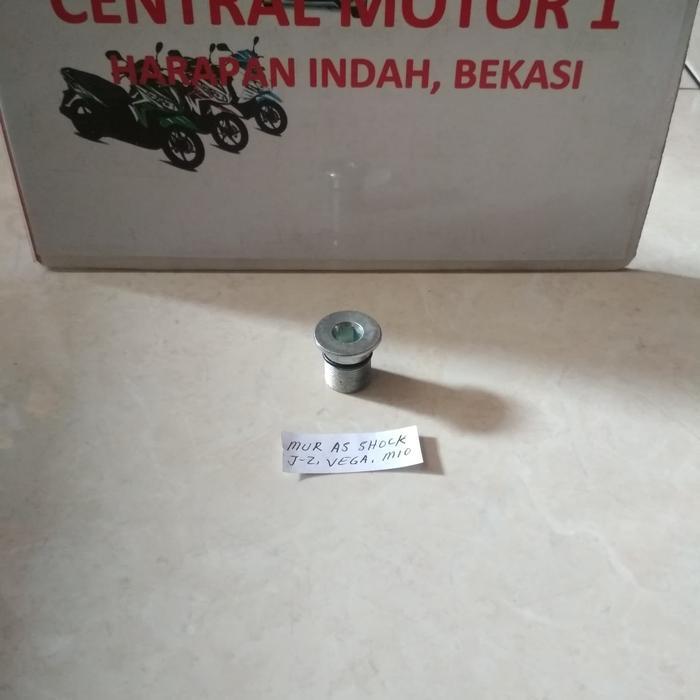 CENTRAL MOTOR 1
HARAPAN INDAH, BEKASI
MUR AS SHOCK
J-Z, VEGA, MIO